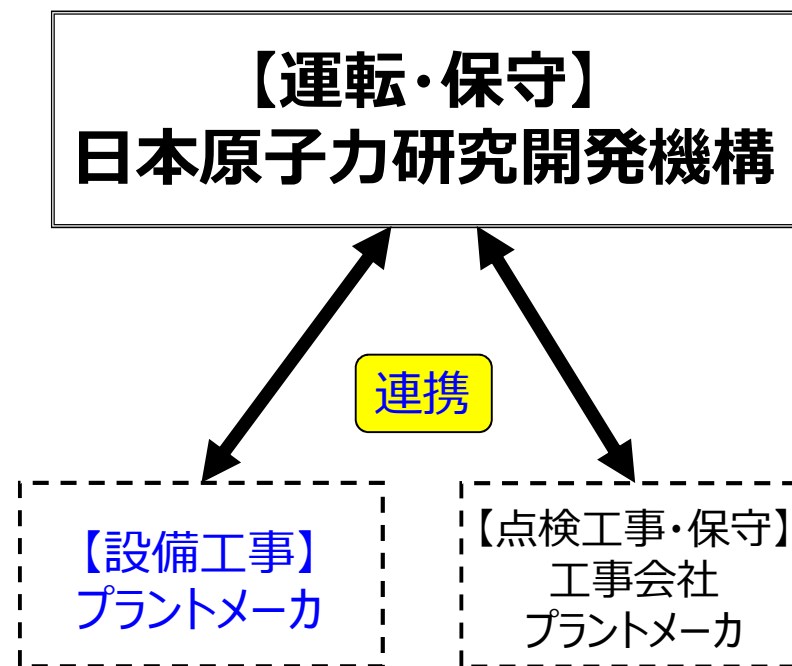 【運転･保守】
日本原子力研究開発機構
連携
【設備工事】
プラントメーカ
【点検工事･保守】
工事会社
プラントメーカ